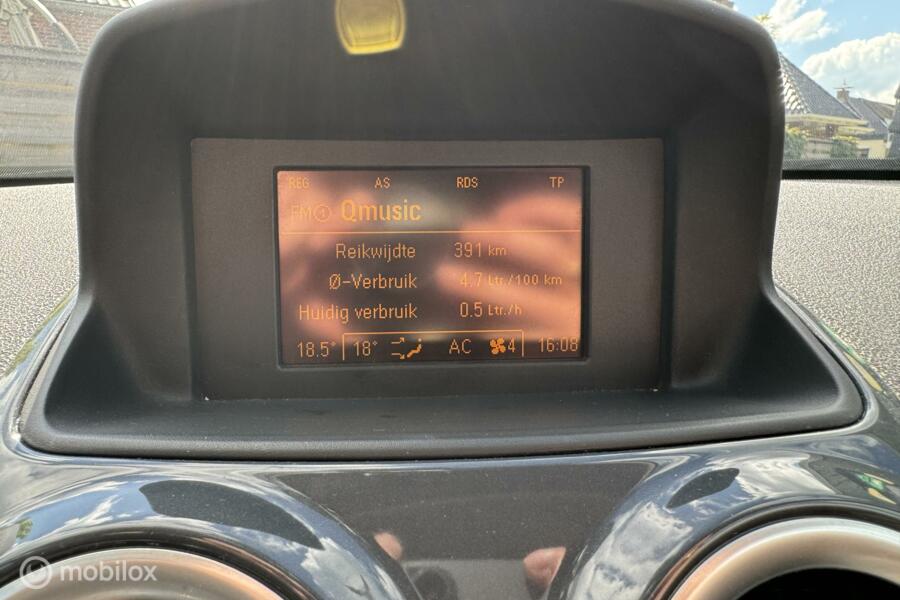 REG AS RDS TP
FM 1 Qmusic
Reikwijdte 391 km
Ø-Verbruik 4.7 Ltr./100 km
Huidig verbruik 0.5 Ltr./h
18.5° 18° AC 4 16:08
mobilox